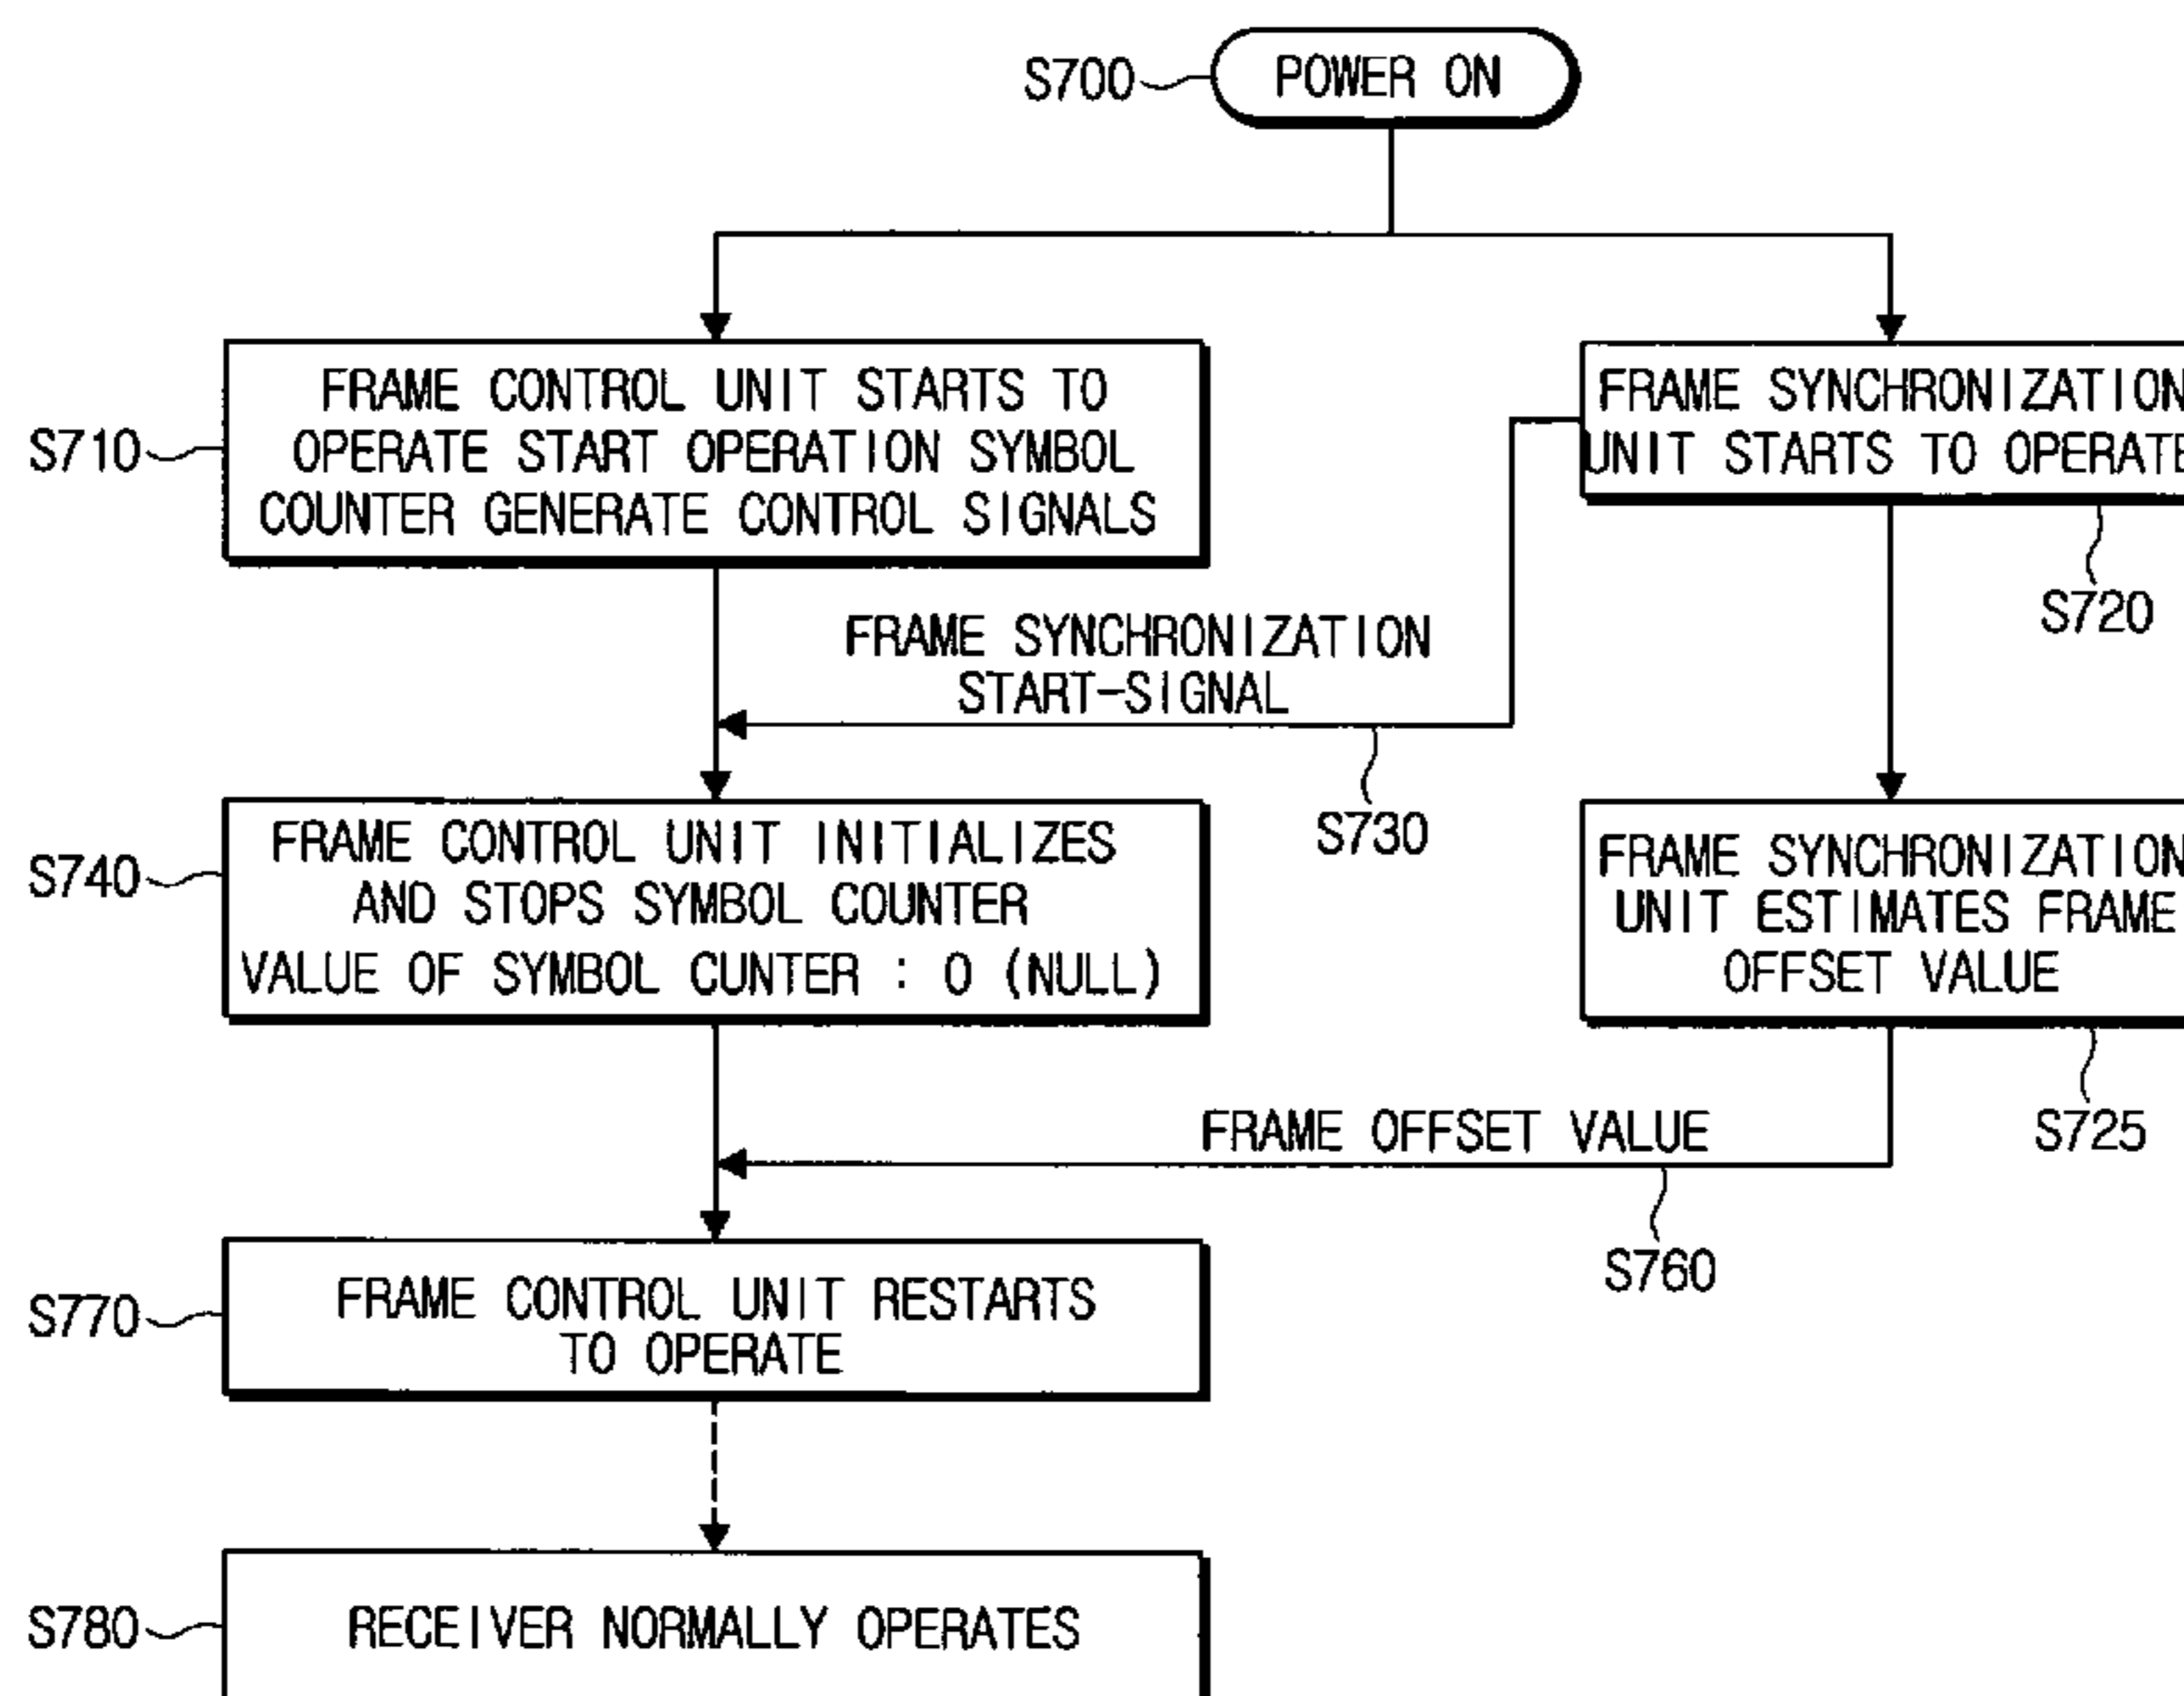 S700
POWER ON
S710
FRAME CONTROL UNIT STARTS TO
OPERATE START OPERATION SYMBOL
COUNTER GENERATE CONTROL SIGNALS
FRAME SYNCHRONIZATION
UNIT STARTS TO OPERATE
S720
FRAME SYNCHRONIZATION
START-SIGNAL
S730
S740
FRAME CONTROL UNIT INITIALIZES
AND STOPS SYMBOL COUNTER
VALUE OF SYMBOL CUNTER : 0 (NULL)
FRAME SYNCHRONIZATION
UNIT ESTIMATES FRAME
OFFSET VALUE
S725
FRAME OFFSET VALUE
S760
S770
FRAME CONTROL UNIT RESTARTS
TO OPERATE
S780
RECEIVER NORMALLY OPERATES